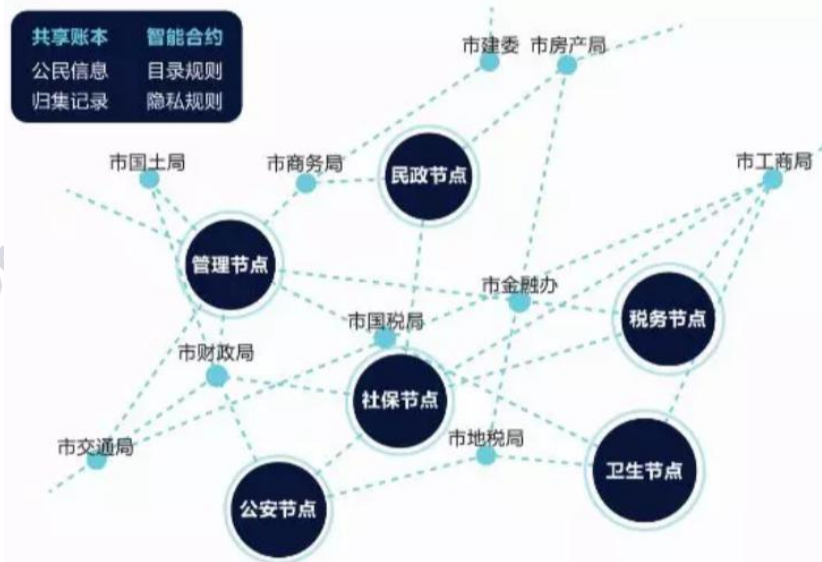 共享账本 智能合约
公民信息 目录规则
归集记录 隐私规则
市建委 市房产局
市国土局 市商务局 民政节点 市工商局
管理节点
市金融办
市国税局 税务节点
市财政局
社保节点
市交通局 市地税局
卫生节点
公安节点